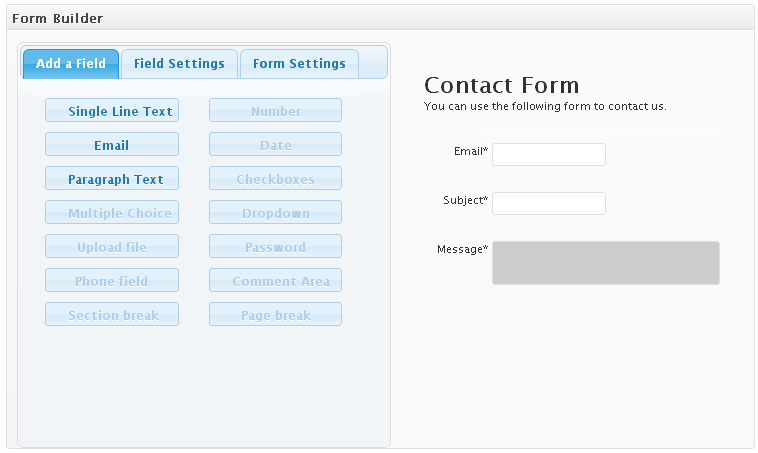 Form Builder
Add a Field Field Settings Form Settings
Single Line Text Number
Email Date
Paragraph Text Checkboxes
Multiple Choice Dropdown
Upload file Password
Phone field Comment Area
Section break Page break
Contact Form
You can use the following form to contact us.
Email*
Subject*
Message*